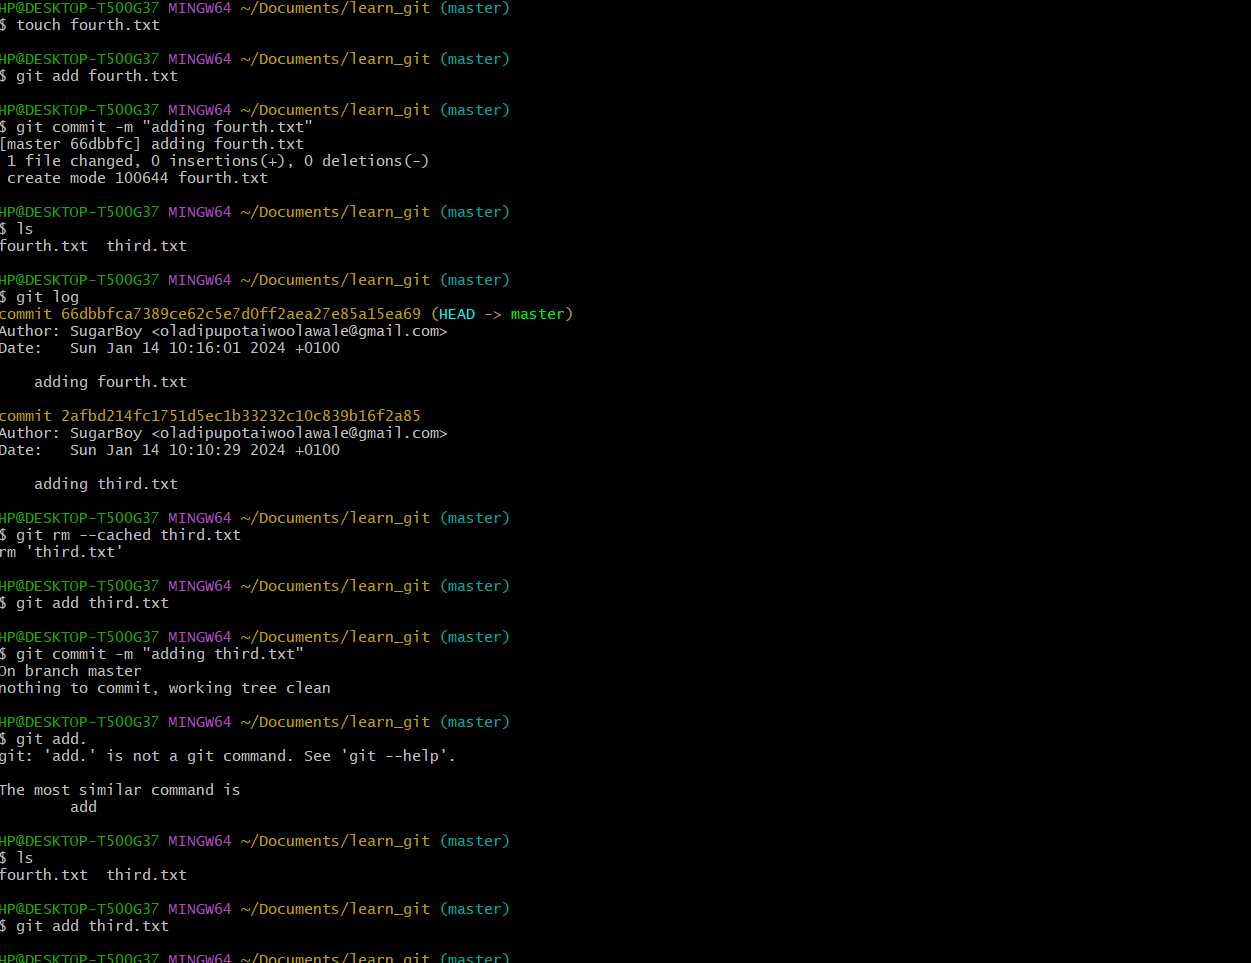 HP@DESKTOP-T500G37 MINGW64 ~/Documents/learn_git (master)
$ touch fourth.txt
HP@DESKTOP-T500G37 MINGW64 ~/Documents/learn_git (master)
$ git add fourth.txt
HP@DESKTOP-T500G37 MINGW64 ~/Documents/learn_git (master)
$ git commit -m "adding fourth.txt"
[master 66dbbfc] adding fourth.txt
1 file changed, 0 insertions(+), 0 deletions(-)
create mode 100644 fourth.txt
HP@DESKTOP-T500G37 MINGW64 ~/Documents/learn_git (master)
$ ls
fourth.txt  third.txt
HP@DESKTOP-T500G37 MINGW64 ~/Documents/learn_git (master)
$ git log
commit 66dbbfca7389ce62c5e7d0ff2aea27e85a15ea69 (HEAD -> master)
Author: SugarBoy <oladipupotaiwoolawale@gmail.com>
Date:   Sun Jan 14 10:16:01 2024 +0100
adding fourth.txt
commit 2afbd214fc1751d5ec1b33232c10c839b16f2a85
Author: SugarBoy <oladipupotaiwoolawale@gmail.com>
Date:   Sun Jan 14 10:10:29 2024 +0100
adding third.txt
HP@DESKTOP-T500G37 MINGW64 ~/Documents/learn_git (master)
$ git rm --cached third.txt
rm 'third.txt'
HP@DESKTOP-T500G37 MINGW64 ~/Documents/learn_git (master)
$ git add third.txt
HP@DESKTOP-T500G37 MINGW64 ~/Documents/learn_git (master)
$ git commit -m "adding third.txt"
On branch master
nothing to commit, working tree clean
HP@DESKTOP-T500G37 MINGW64 ~/Documents/learn_git (master)
$ git add.
git: 'add.' is not a git command. See 'git --help'.
The most similar command is
add
HP@DESKTOP-T500G37 MINGW64 ~/Documents/learn_git (master)
$ ls
fourth.txt  third.txt
HP@DESKTOP-T500G37 MINGW64 ~/Documents/learn_git (master)
$ git add third.txt
HP@DESKTOP-T500G37 MINGW64 ~/Documents/learn_git (master)